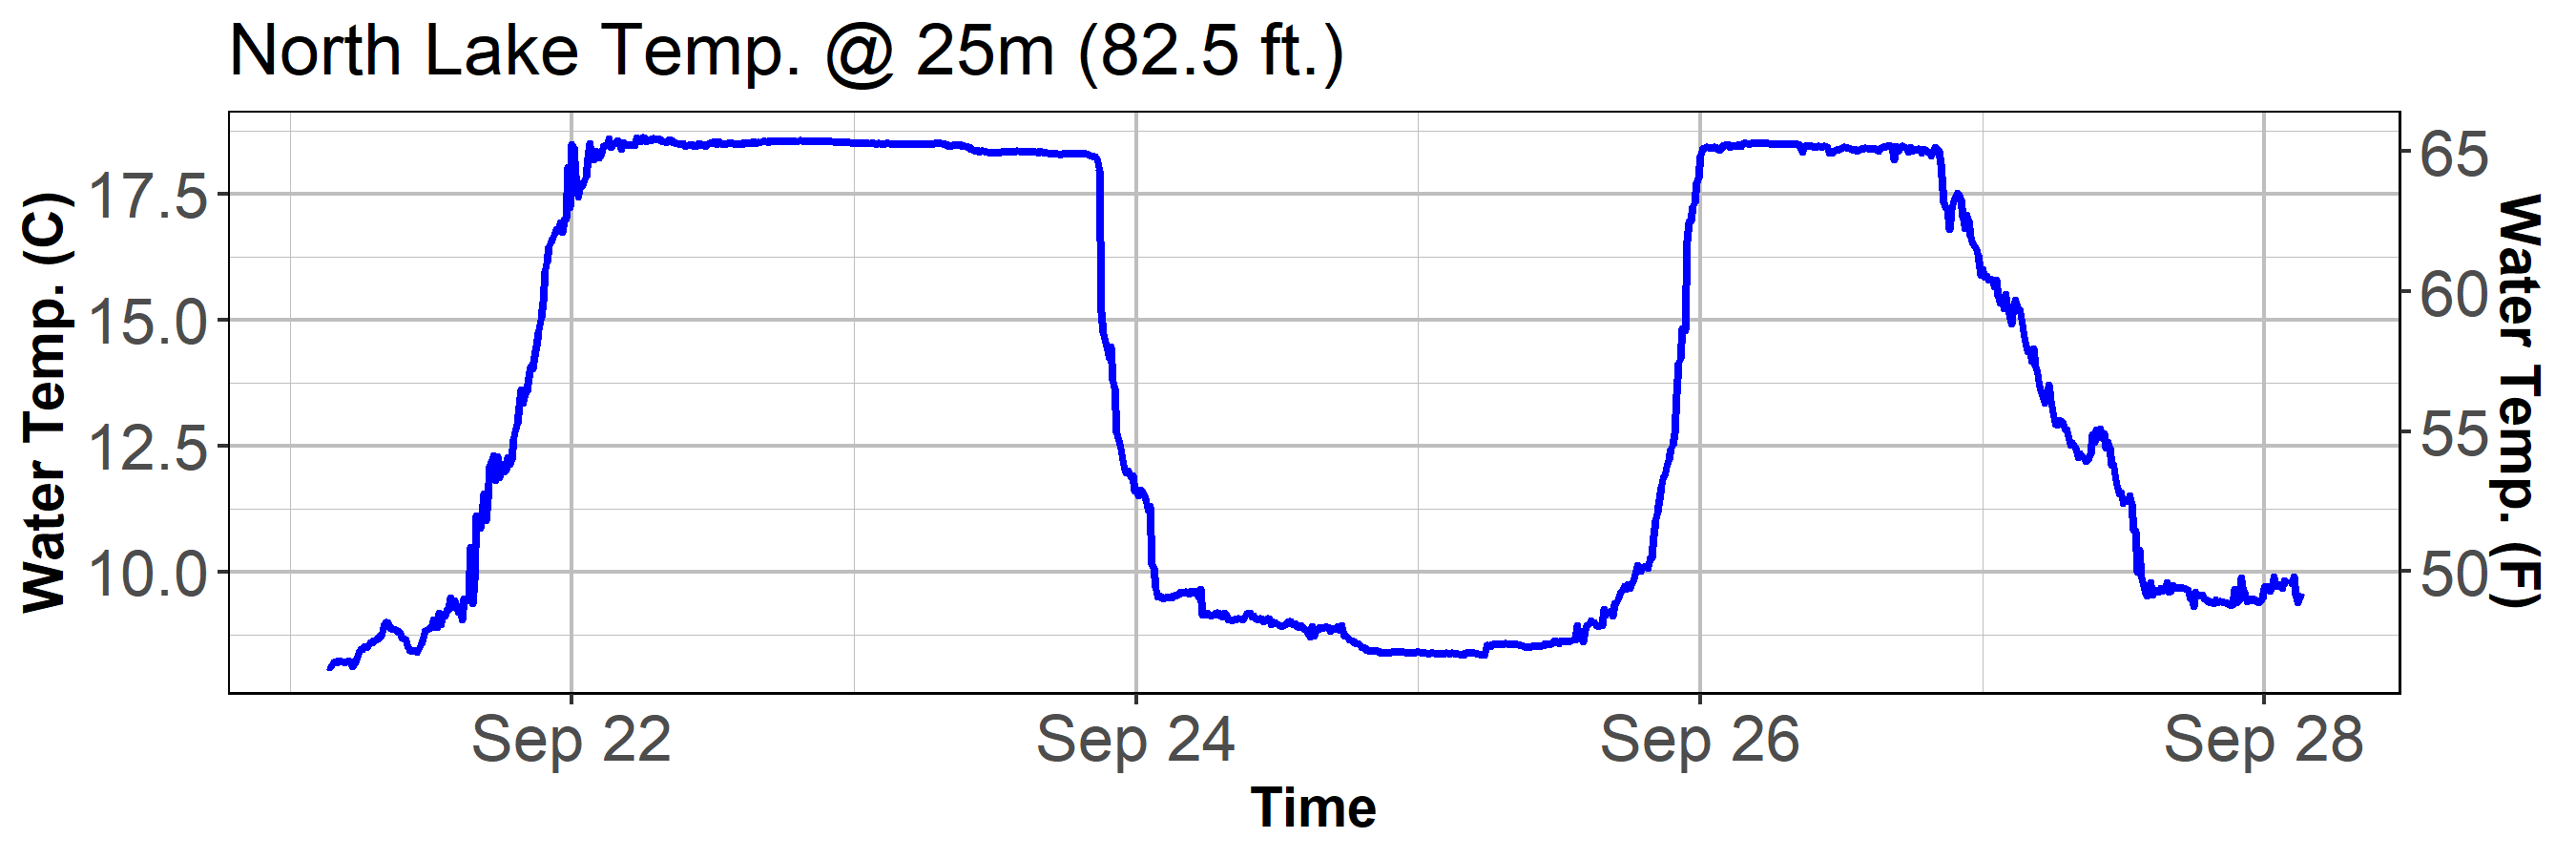 North Lake Temp. @ 25m (82.5 ft.)
Water Temp. (C)
17.5
15.0
12.5
10.0
65
60
55
50
Water Temp. (F)
Sep 22 Sep 24 Sep 26 Sep 28
Time